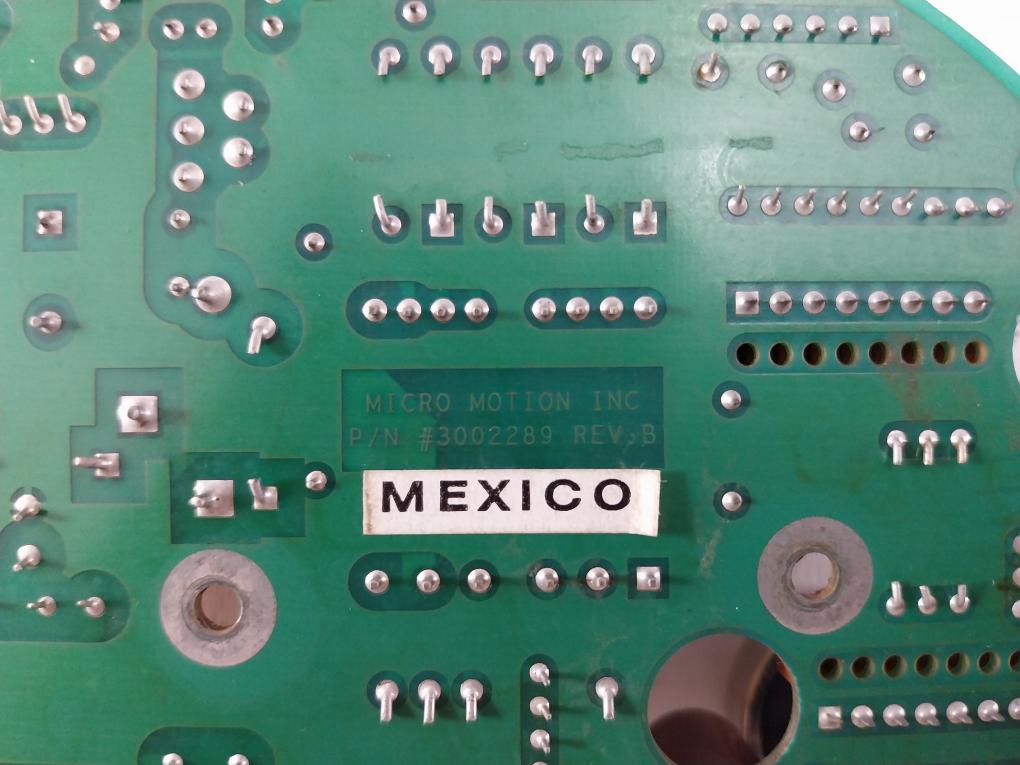 MICRO MOTION INC
P/N #3002289 REV.B
MEXICO